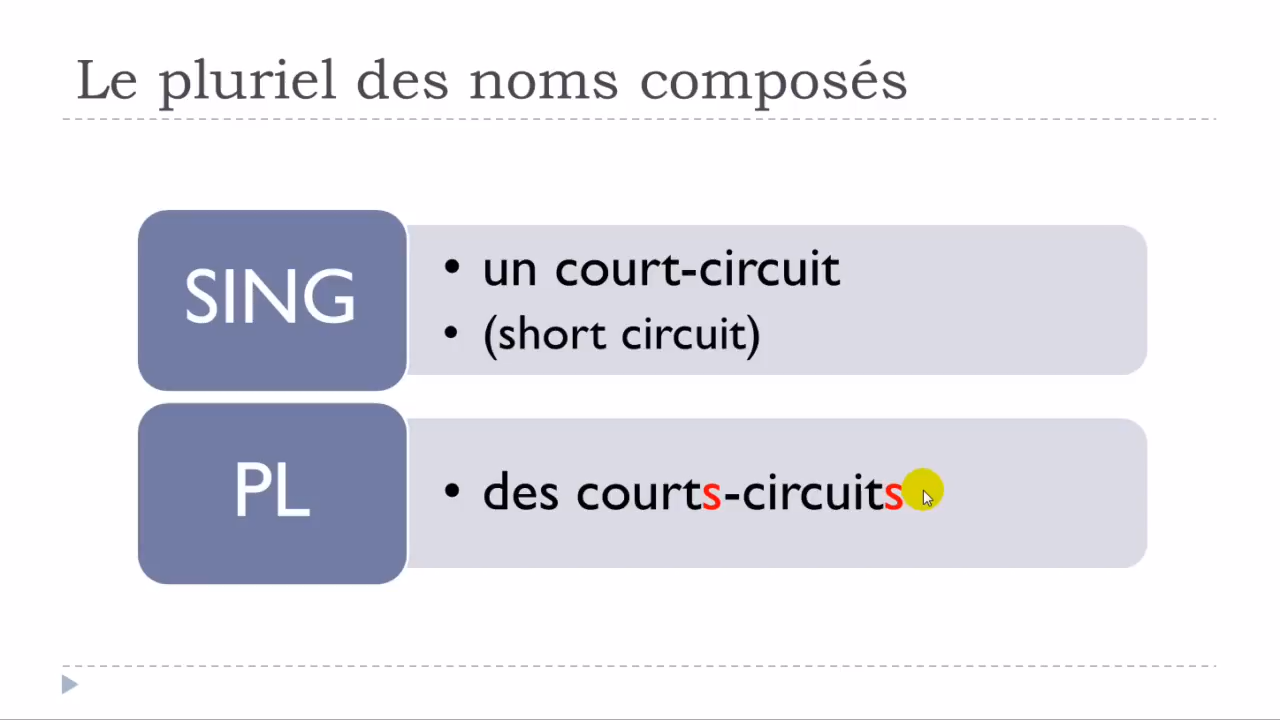 Le pluriel des noms composés
SING
• un court-circuit
• (short circuit)
PL
• des courts-circuits